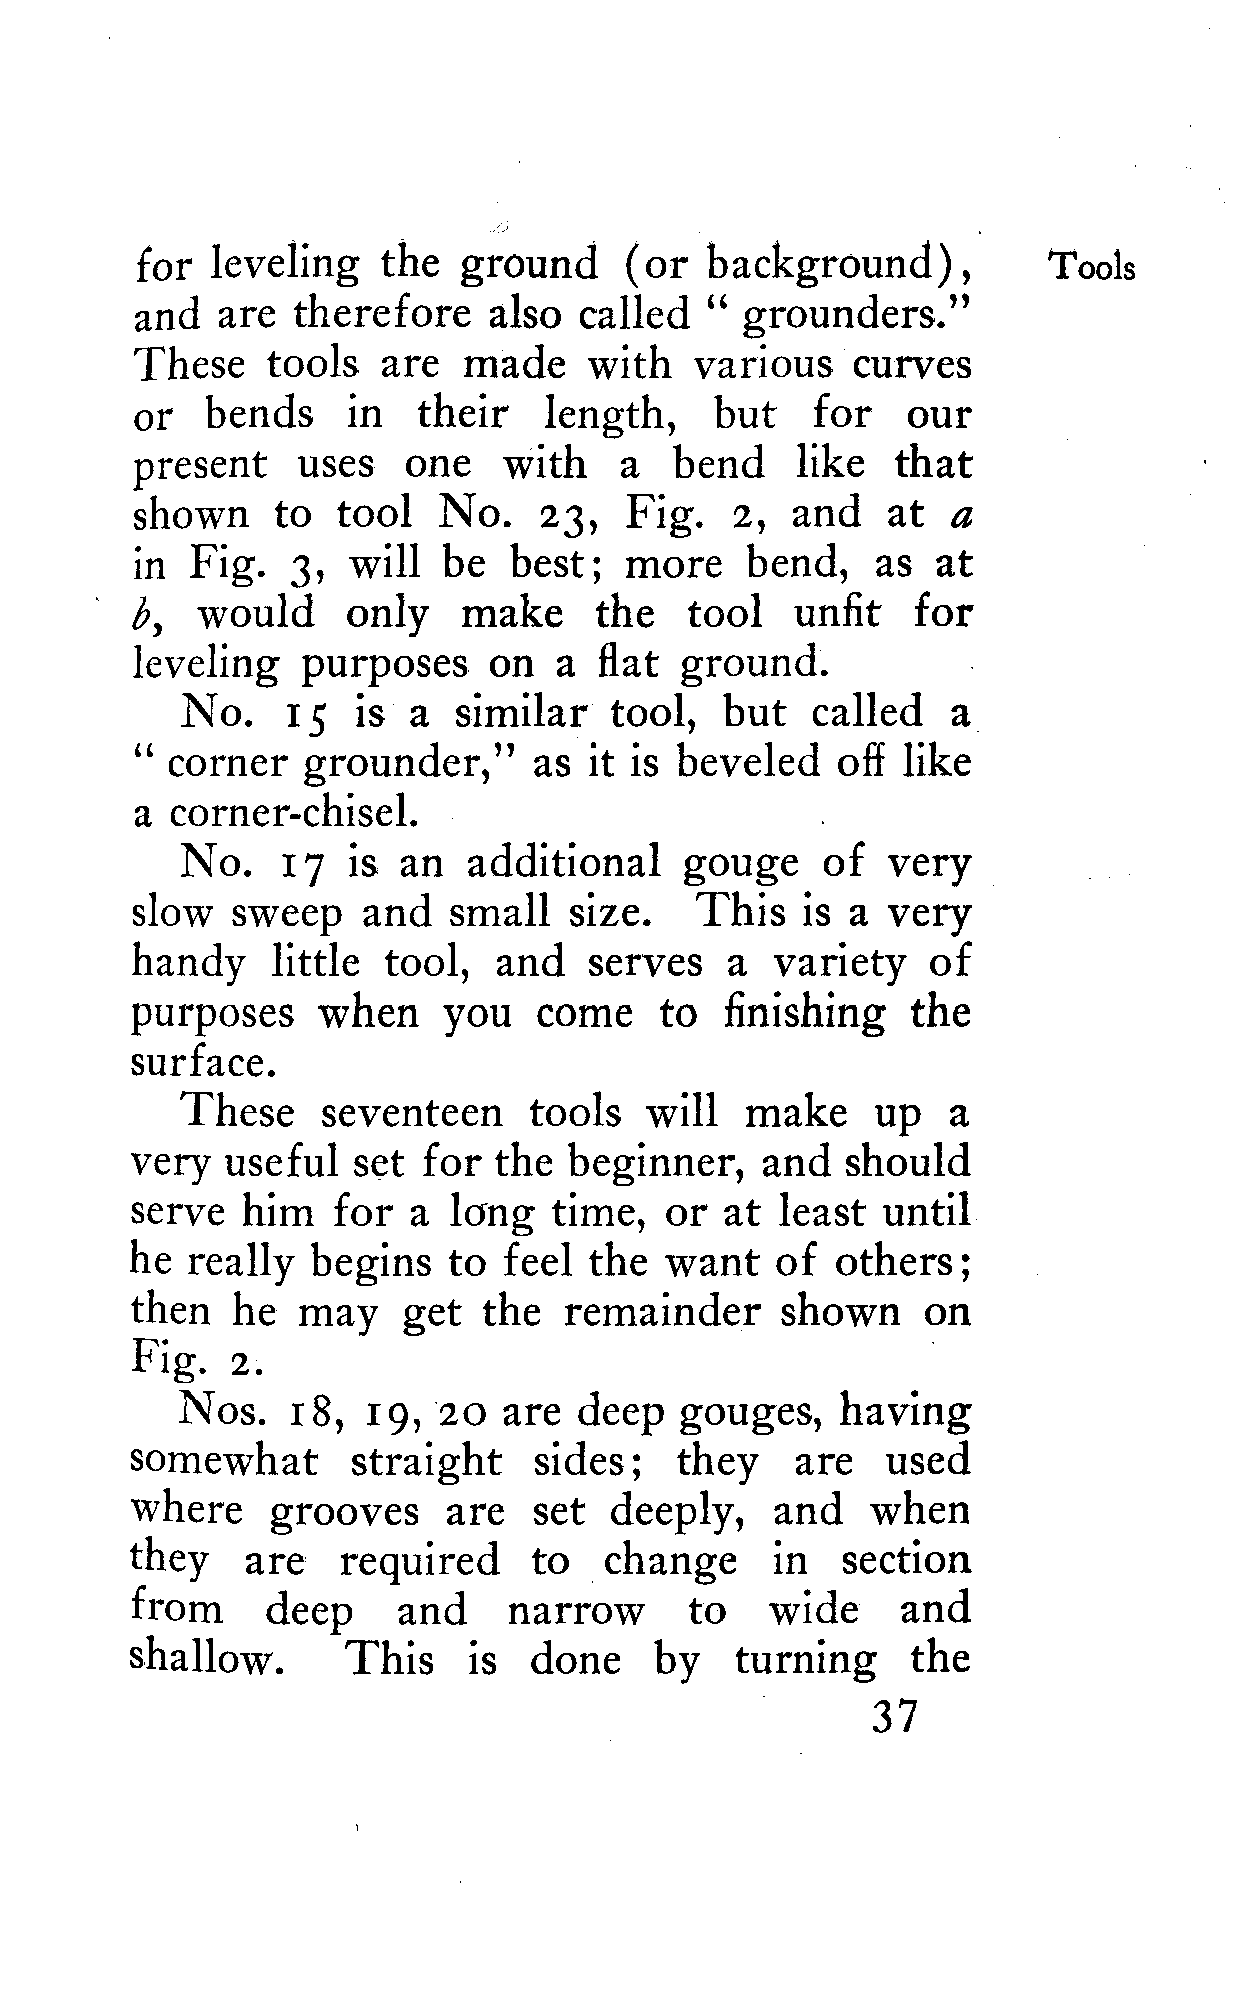 for leveling the ground (or background),
Tools
and are therefore also called “ grounders.”
These tools are made with various curves
or bends in their length, but for our
present uses one with a bend like that
shown to tool No. 23, Fig. 2, and at a
in Fig. 3, will be best; more bend, as at
b, would only make the tool unfit for
leveling purposes on a flat ground.
No. 15 is a similar tool, but called a
“ corner grounder,” as it is beveled off like
a corner-chisel.
No. 17 is an additional gouge of very
slow sweep and small size. This is a very
handy little tool, and serves a variety of
purposes when you come to finishing the
surface.
These seventeen tools will make up a
very useful set for the beginner, and should
serve him for a long time, or at least until
he really begins to feel the want of others;
then he may get the remainder shown on
Fig. 2.
Nos. 18, 19, 20 are deep gouges, having
somewhat straight sides; they are used
where grooves are set deeply, and when
they are required to change in section
from deep and narrow to wide and
shallow. This is done by turning the
37